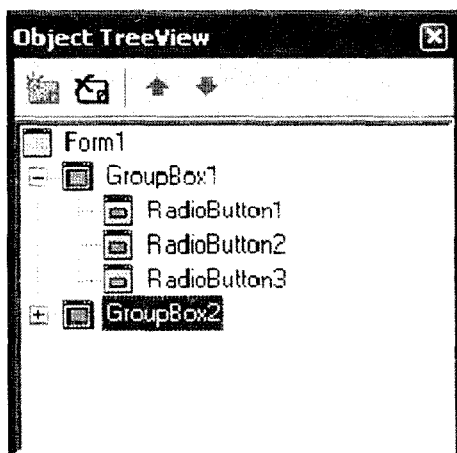 Object TreeView
Form1
GroupBox1
RadioButton1
RadioButton2
RadioButton3
GroupBox2